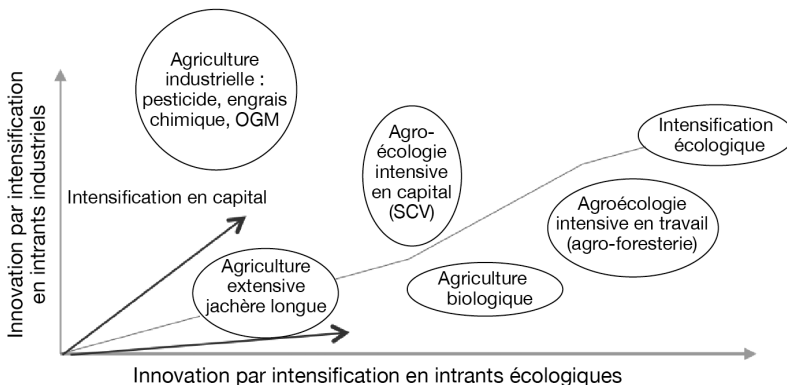 Agriculture
industrielle :
pesticide, engrais
chimique, OGM
Innovation par intensification
en intrants industriels
Intensification en capital
Agro-
écologie
intensive
en capital
(SCV)
Intensification
écologique
Agroécologie
intensive en travail
(agro-foresterie)
Agriculture
extensive
jachère longue
Agriculture
biologique
Innovation par intensification en intrants écologiques